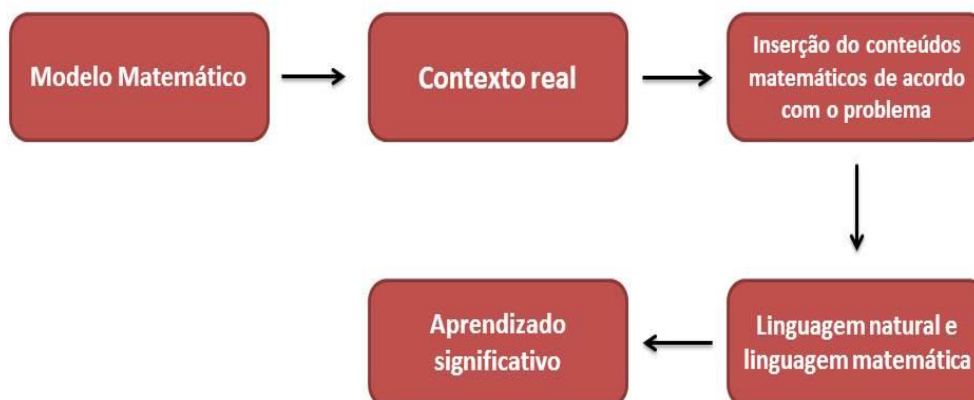 Modelo Matemático
Contexto real
Inserção do conteúdos
matemáticos de acordo
com o problema
Linguagem natural e
linguagem matemática
Aprendizado
significativo